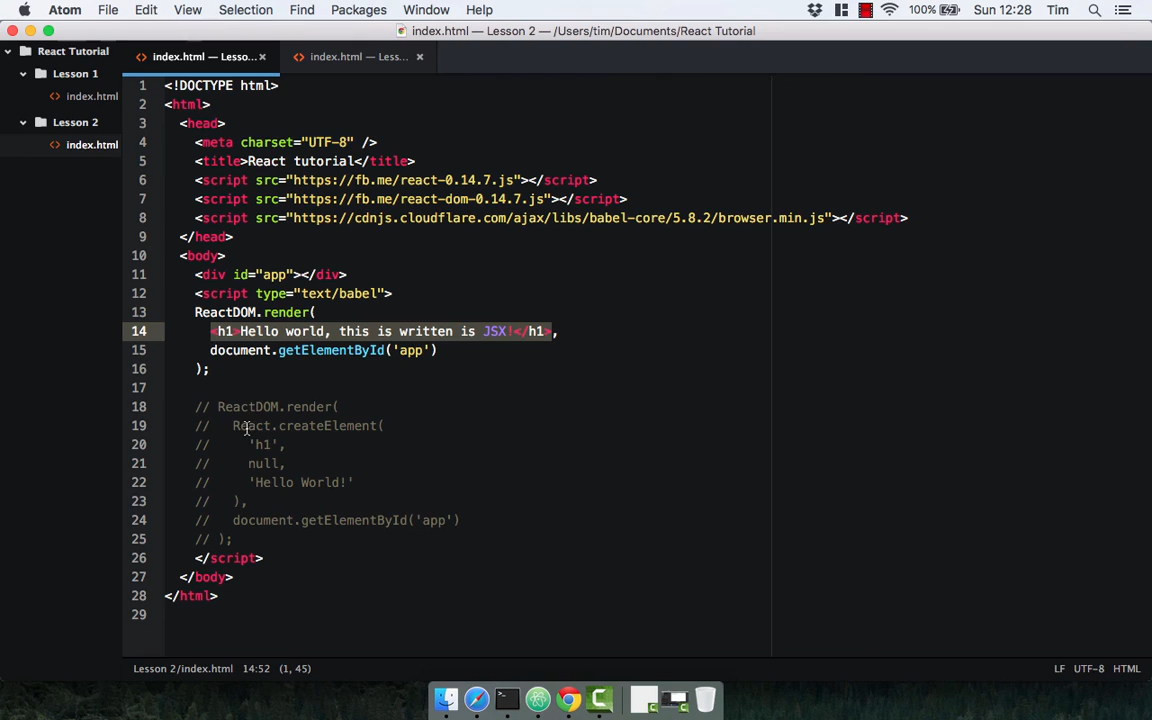 Atom File Edit View Selection Find Packages Window Help 100% Sun 12:28 Tim
index.html — Lesson 2 — /Users/tim/Documents/React Tutorial
React Tutorial
Lesson 1
index.html
Lesson 2
index.html
index.html — Lesso... index.html — Less...
1 <!DOCTYPE html>
2 <html>
3 <head>
4 <meta charset="UTF-8" />
5 <title>React tutorial</title>
6 <script src="https://fb.me/react-0.14.7.js"></script>
7 <script src="https://fb.me/react-dom-0.14.7.js"></script>
8 <script src="https://cdnjs.cloudflare.com/ajax/libs/babel-core/5.8.2/browser.min.js"></script>
9 </head>
10 <body>
11 <div id="app"></div>
12 <script type="text/babel">
13 ReactDOM.render(
14 <h1>Hello world, this is written is JSX!</h1>,
15 document.getElementById('app')
16 );
17
18 // ReactDOM.render(
19 // React.createElement(
20 // 'h1',
21 // null,
22 // 'Hello World!'
23 // ),
24 // document.getElementById('app')
25 // );
26 </script>
27 </body>
28 </html>
29
Lesson 2/index.html 14:52 (1, 45) LF UTF-8 HTML